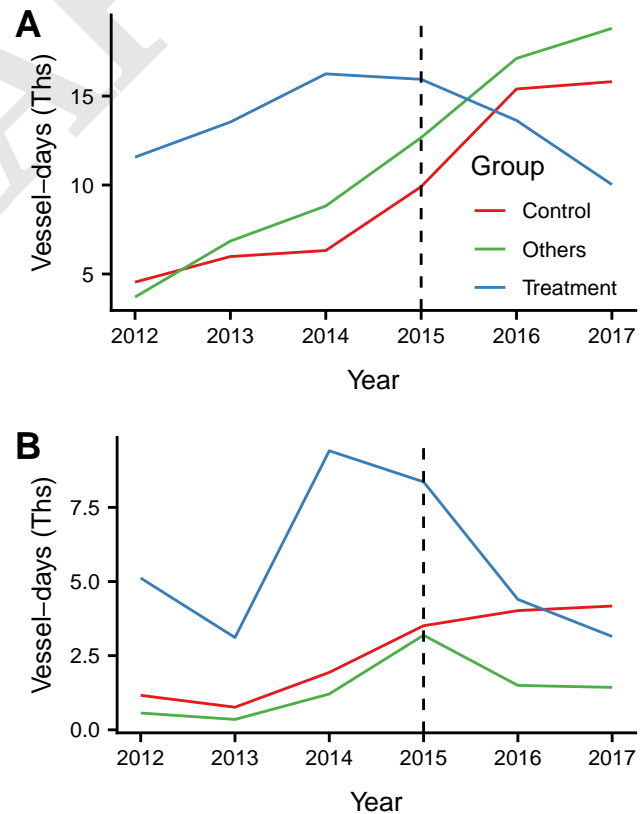 A
Vessel−days (Ths)
15
10
5
Group
Control
Others
Treatment
2012 2013 2014 2015 2016 2017
Year
B
Vessel−days (Ths)
7.5
5.0
2.5
0.0
2012 2013 2014 2015 2016 2017
Year